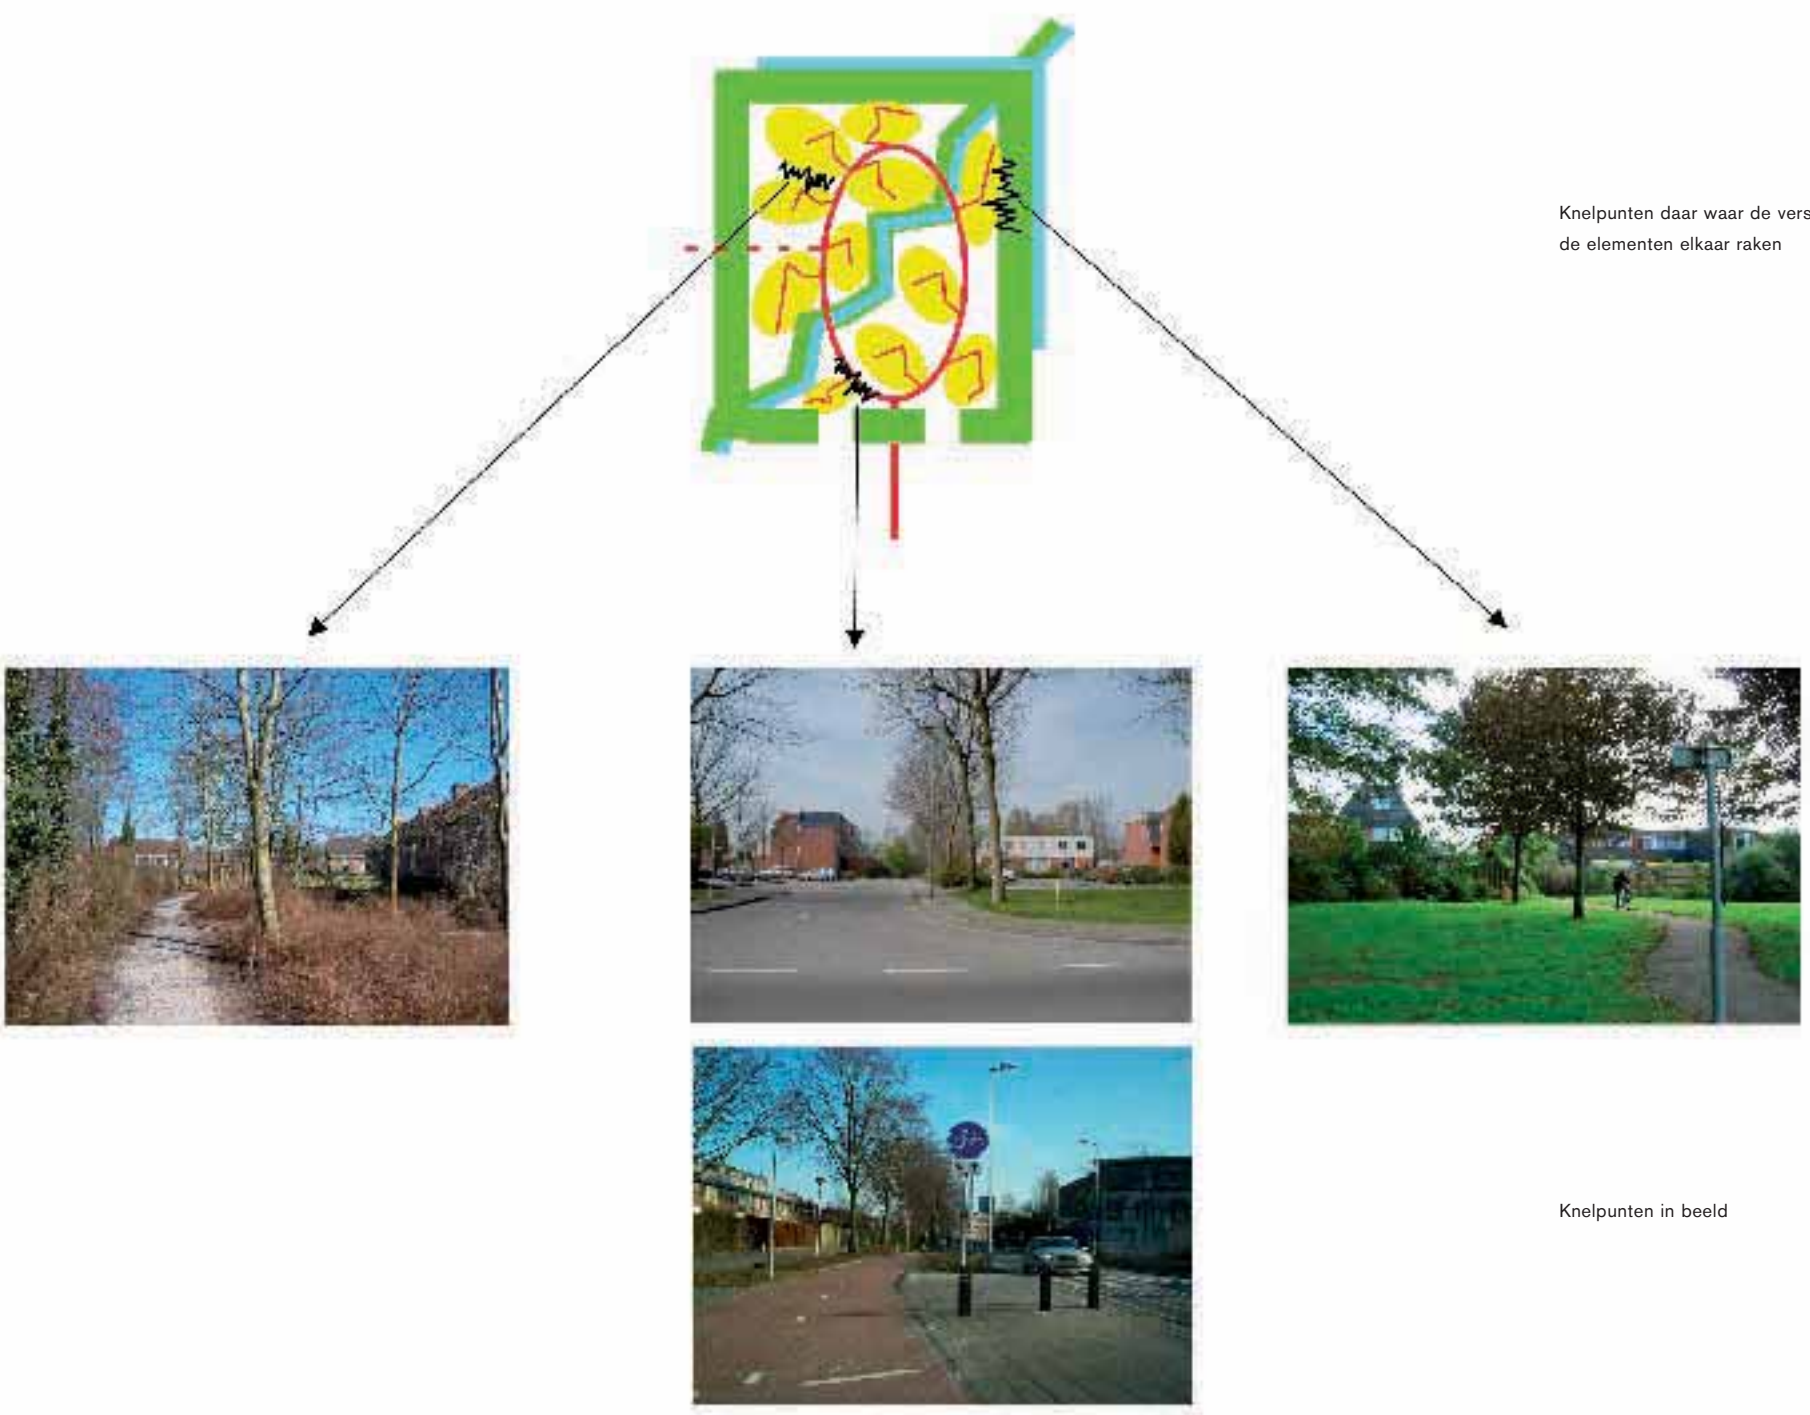 Knelpunten daar waar de vers
de elementen elkaar raken
Knelpunten in beeld